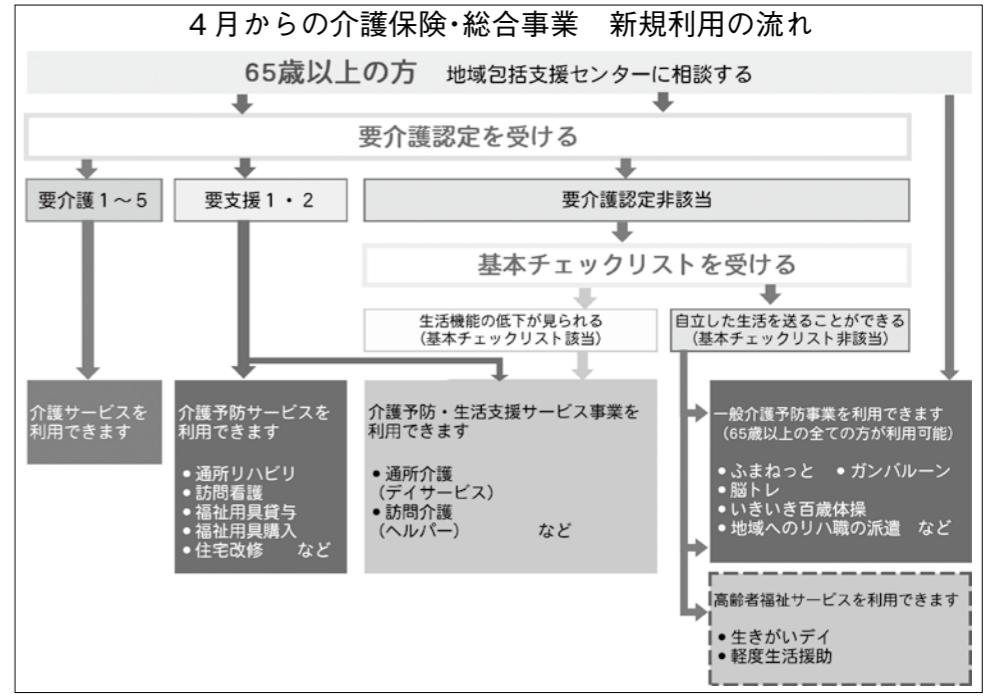 ４月からの介護保険・総合事業　新規利用の流れ
65歳以上の方　地域包括支援センターに相談する
要介護認定を受ける
要介護１～５
要支援１・２
要介護認定非該当
基本チェックリストを受ける
生活機能の低下が見られる
（基本チェックリスト該当）
自立した生活を送ることができる
（基本チェックリスト非該当）
介護サービスを
利用できます
介護予防サービスを
利用できます
●通所リハビリ
●訪問看護
●福祉用具貸与
●福祉用具購入
●住宅改修　など
介護予防・生活支援サービス事業を
利用できます
●通所介護
（デイサービス）
●訪問介護
（ヘルパー）　など
一般介護予防事業を利用できます
（65歳以上の全ての方が利用可能）
●ふまねっと　●ガンバルーン
●脳トレ
●いきいき百歳体操
●地域へのリハ職の派遣　など
高齢者福祉サービスを利用できます
●生きがいデイ
●軽度生活援助